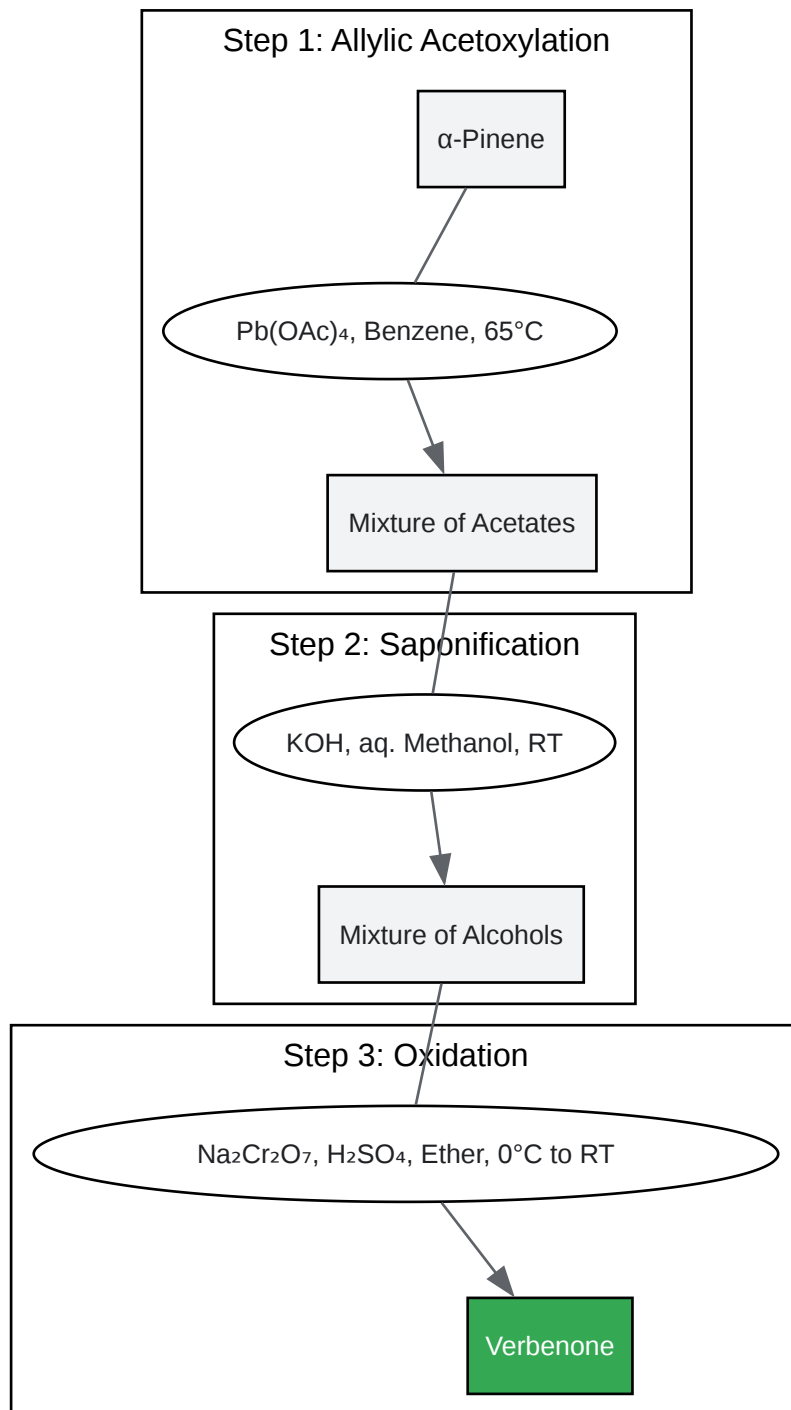 Step 1: Allylic Acetoxylation
α-Pinene
Pb(OAc)₄, Benzene, 65°C
Mixture of Acetates
Step 2: Saponification
KOH, aq. Methanol, RT
Mixture of Alcohols
Step 3: Oxidation
Na₂Cr₂O₇, H₂SO₄, Ether, 0°C to RT
Verbenone